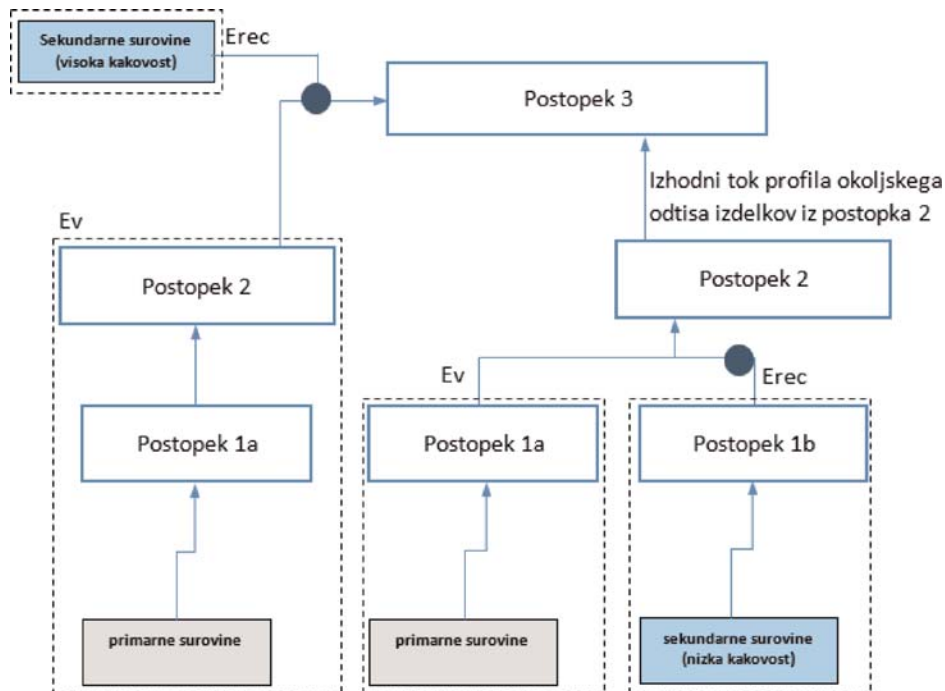 Sekundarne surovine
(visoka kakovost)
Erec
Postopek 3
Izhodni tok profila okoljskega
odtisa izdelkov iz postopka 2
Ev
Postopek 2
Postopek 2
Ev
Erec
Postopek 1a
Postopek 1a
Postopek 1b
primarne surovine
primarne surovine
sekundarne surovine
(nizka kakovost)